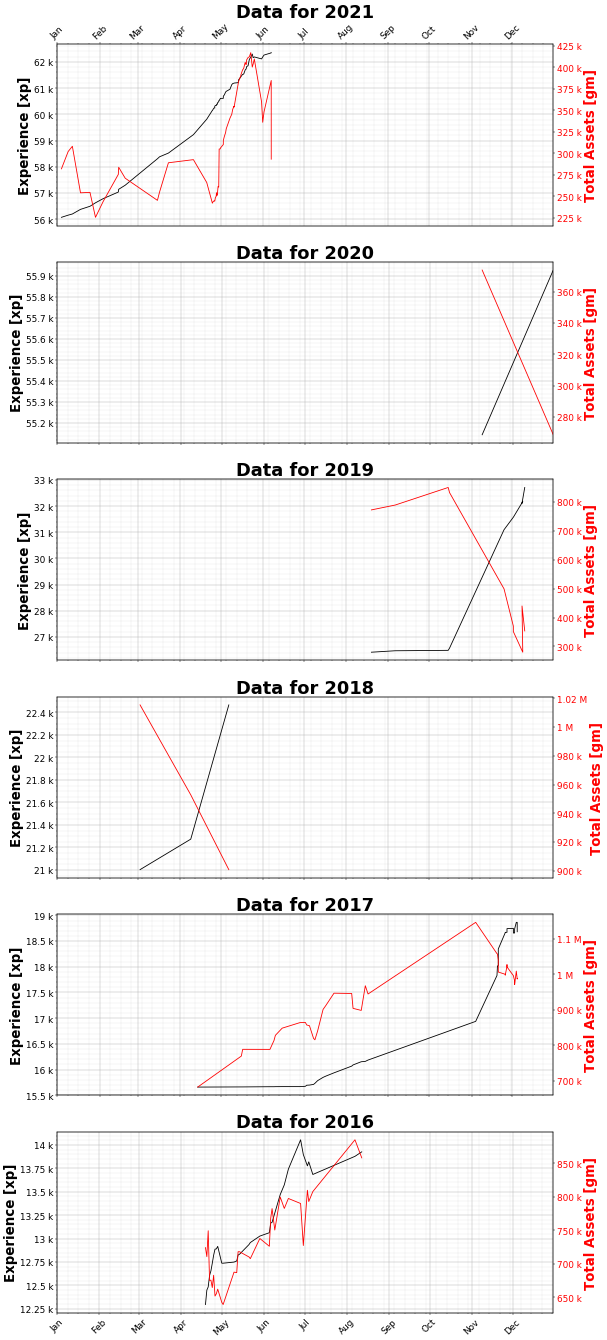 Data for 2021
Jan Feb Mar Apr May Jun Jul Aug Sep Oct Nov Dec
Experience [xp]
62 k
61 k
60 k
59 k
58 k
57 k
56 k
425 k
400 k
375 k
350 k
325 k
300 k
275 k
250 k
225 k
Total Assets [gm]
Data for 2020
Experience [xp]
55.9 k
55.8 k
55.7 k
55.6 k
55.5 k
55.4 k
55.3 k
55.2 k
360 k
340 k
320 k
300 k
280 k
Total Assets [gm]
Data for 2019
Experience [xp]
33 k
32 k
31 k
30 k
29 k
28 k
27 k
800 k
700 k
600 k
500 k
400 k
300 k
Total Assets [gm]
Data for 2018
Experience [xp]
22.4 k
22.2 k
22 k
21.8 k
21.6 k
21.4 k
21.2 k
21 k
1.02 M
1 M
980 k
960 k
940 k
920 k
900 k
Total Assets [gm]
Data for 2017
Experience [xp]
19 k
18.5 k
18 k
17.5 k
17 k
16.5 k
16 k
15.5 k
1.1 M
1 M
900 k
800 k
700 k
Total Assets [gm]
Data for 2016
Experience [xp]
14 k
13.75 k
13.5 k
13.25 k
13 k
12.75 k
12.5 k
12.25 k
850 k
800 k
750 k
700 k
650 k
Total Assets [gm]
Jan Feb Mar Apr May Jun Jul Aug Sep Oct Nov Dec